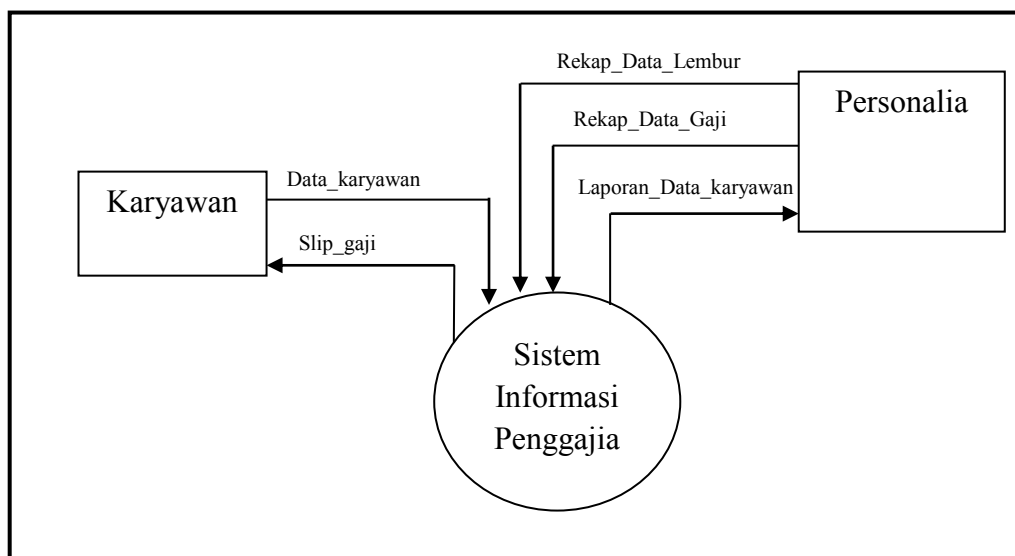 Rekap_Data_Lembur
Personalia
Rekap_Data_Gaji
Data_karyawan
Laporan_Data_karyawan
Karyawan
Slip_gaji
Sistem
Informasi
Penggajia